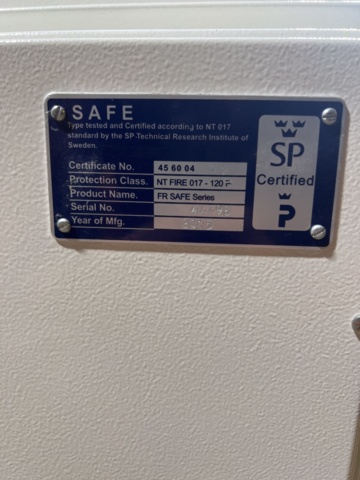 SAFE
Type tested and Certified according to NT 017
standard by the SP-Technical Research Institute of
Sweden.
Certificate No. 45 60 04
Protection Class. NT FIRE 017 - 120 P
Product Name. FR SAFE Series
Serial No.
Year of Mfg.
SP
Certified
P